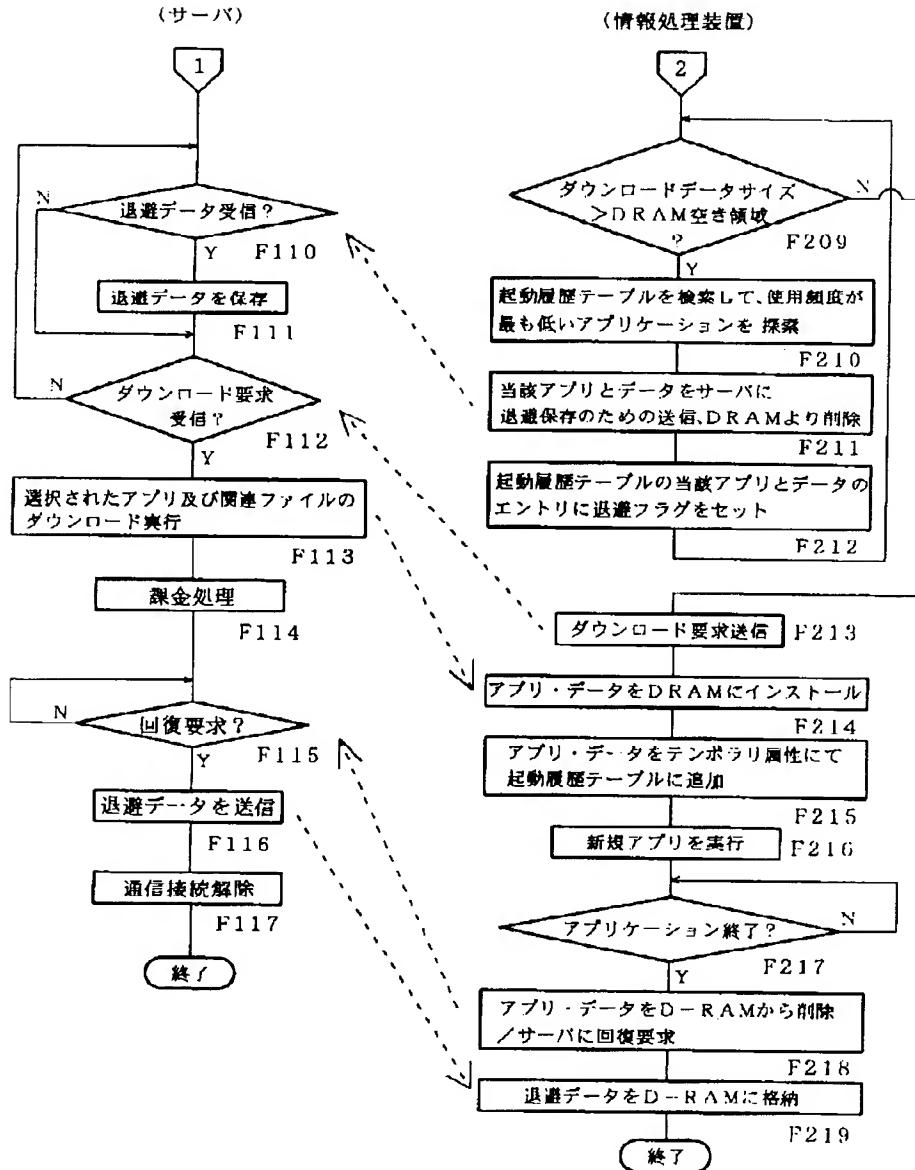 (サーバ)
1
退避データ受信?
N
Y
F110
退避データを保存
F111
ダウンロード要求
受信?
N
F112
Y
選択されたアプリ及び関連ファイルの
ダウンロード実行
F113
課金処理
F114
回復要求?
N
F115
Y
退避データを送信
F116
通信接続解除
F117
終了
(情報処理装置)
2
ダウンロードデータサイズ
>DRAM空き領域
?
N
F209
Y
起動履歴テーブルを検索して、使用頻度が
最も低いアプリケーションを 探索
F210
当該アプリとデータをサーバに
退避保存のための送信、DRAMより削除
F211
起動履歴テーブルの当該アプリとデータの
エントリに退避フラグをセット
F212
ダウンロード要求送信
F213
アプリ・データをDRAMにインストール
F214
アプリ・データをテンポラリ属性にて
起動履歴テーブルに追加
F215
新規アプリを実行
F216
アプリケーション終了?
N
F217
Y
アプリ・データをD-RAMから削除
/サーバに回復要求
F218
退避データをD-RAMに格納
F219
終了